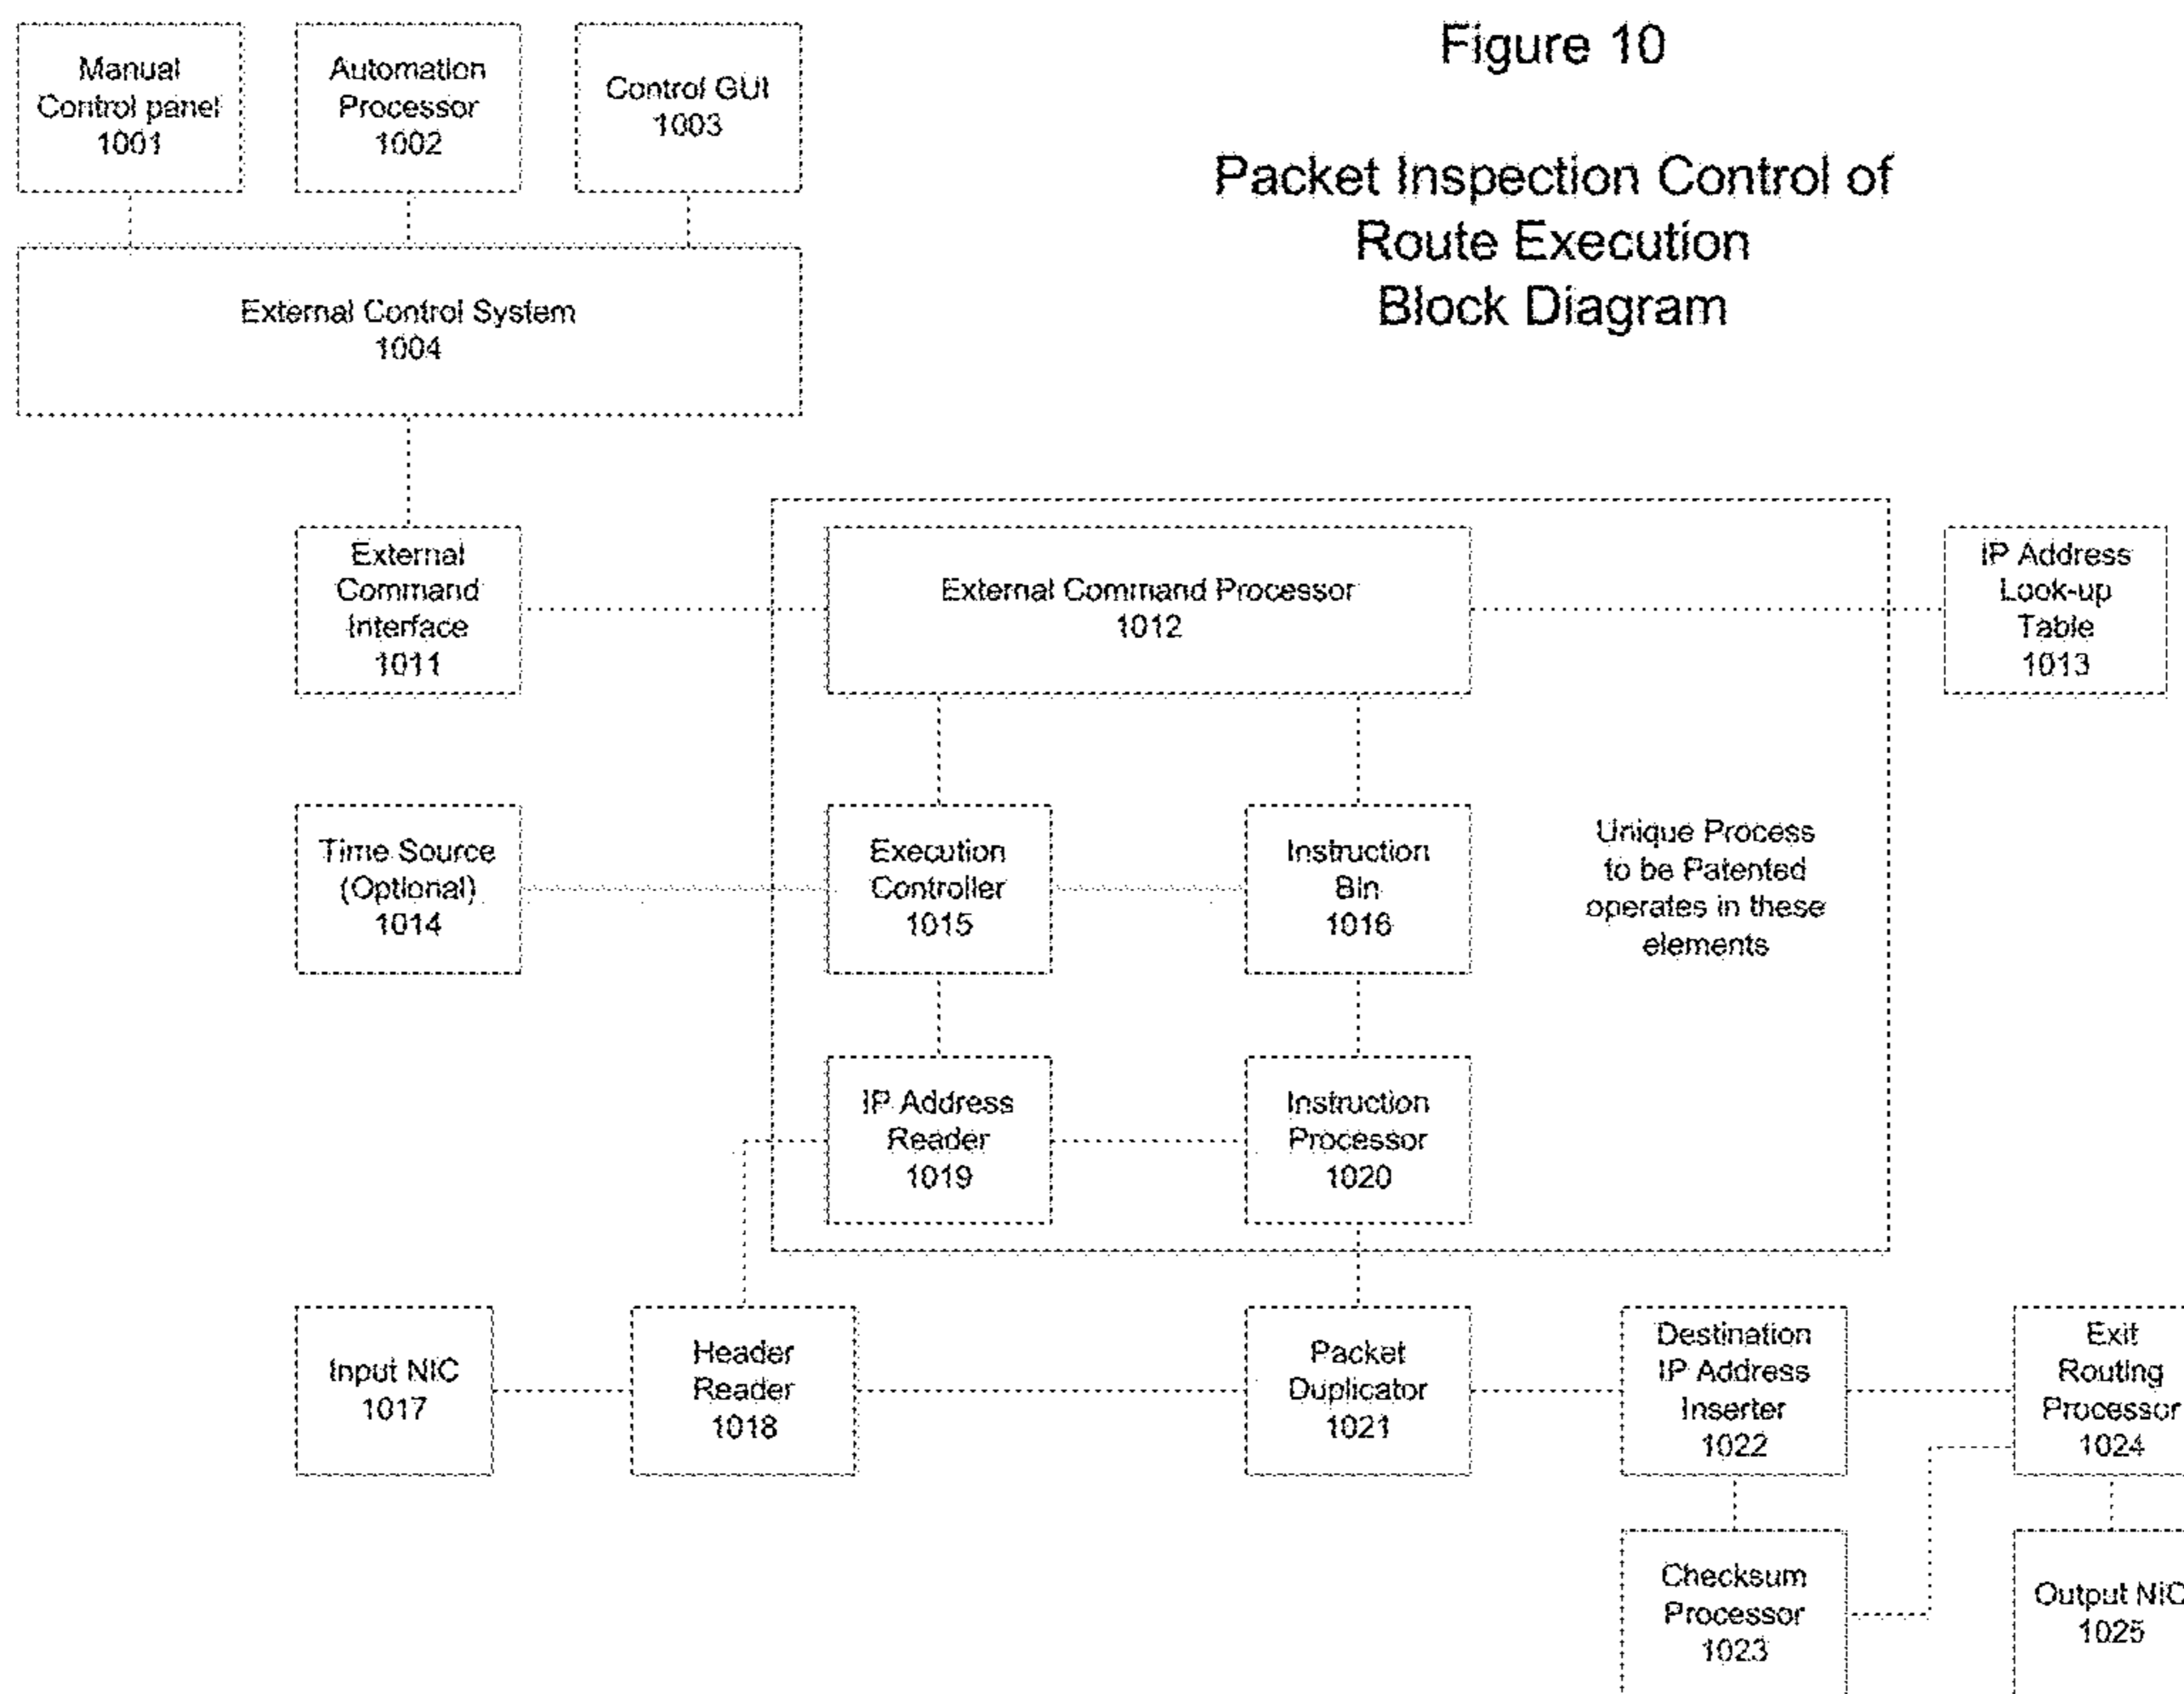 Figure 10
Packet Inspection Control of
Route Execution
Block Diagram
Manual
Control panel
1001
Automation
Processor
1002
Control GUI
1003
External Control System
1004
External
Command
Interface
1011
External Command Processor
1012
IP Address
Look-up
Table
1013
Time Source
(Optional)
1014
Execution
Controller
1015
Instruction
Bin
1016
Unique Process
to be Patented
operates in these
elements
IP Address
Reader
1019
Instruction
Processor
1020
Input NIC
1017
Header
Reader
1018
Packet
Duplicator
1021
Destination
IP Address
Inserter
1022
Exit
Routing
Processor
1024
Checksum
Processor
1023
Output NIC
1025